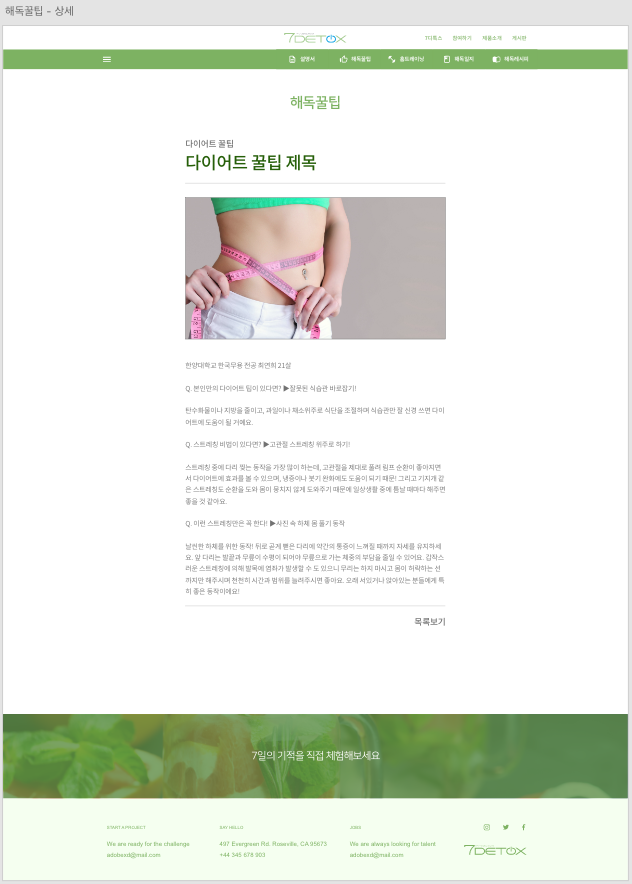 해독꿀팁 - 상세
7DETOX
7디톡스 참여하기 제품소개 게시판
설명서 해독꿀팁 홈트레이닝 해독일지 해독레시피
해독꿀팁
다이어트 꿀팁
다이어트 꿀팁 제목
한양대학교 한국무용 전공 최연희 21살
Q. 본인만의 다이어트 팁이 있다면? ▶잘못된 식습관 바로잡기!
탄수화물이나 지방을 줄이고, 과일이나 채소위주로 식단을 조절하며 식습관만 잘 신경 쓰면 다이
어트에 도움이 될 거예요.
Q. 스트레칭 비법이 있다면? ▶고관절 스트레칭 위주로 하기!
스트레칭 중에 다리 찢는 동작을 가장 많이 하는데, 고관절을 제대로 풀려 림프 순환이 좋아지면
서 다이어트에 효과를 볼 수 있으며, 냉증이나 붓기 완화에도 도움이 되기 때문! 그리고 기지개 같
은 스트레칭도 순환을 도와 몸이 뭉치지 않게 도와주기 때문에 일상생활 중에 틈날 때마다 해주면
좋을 것 같아요.
Q. 이런 스트레칭만은 꼭 한다! ▶사진 속 하체 몸 풀기 동작
날씬한 하체를 위한 동작! 뒤로 곧게 뻗은 다리에 약간의 통증이 느껴질 때까지 자세를 유지하세
요. 앞 다리는 발끝과 무릎이 수평이 되어야 무릎으로 가는 체중의 부담을 줄일 수 있어요. 갑작스
러운 스트레칭에 의해 발목에 염좌가 발생할 수 도 있으니 무리는 하지 마시고 몸이 허락하는 선
까지만 해주시며 천천히 시간과 범위를 늘려주시면 좋아요. 오래 서있거나 앉아있는 분들에게 특
히 좋은 동작이에요!
목록보기
7일의 기적을 직접 체험해보세요
START A PROJECT SAY HELLO JOBS
We are ready for the challenge 497 Evergreen Rd. Roseville, CA 95673 We are always looking for talent
adobexd@mail.com +44 345 678 903 adobexd@mail.com
7DETOX